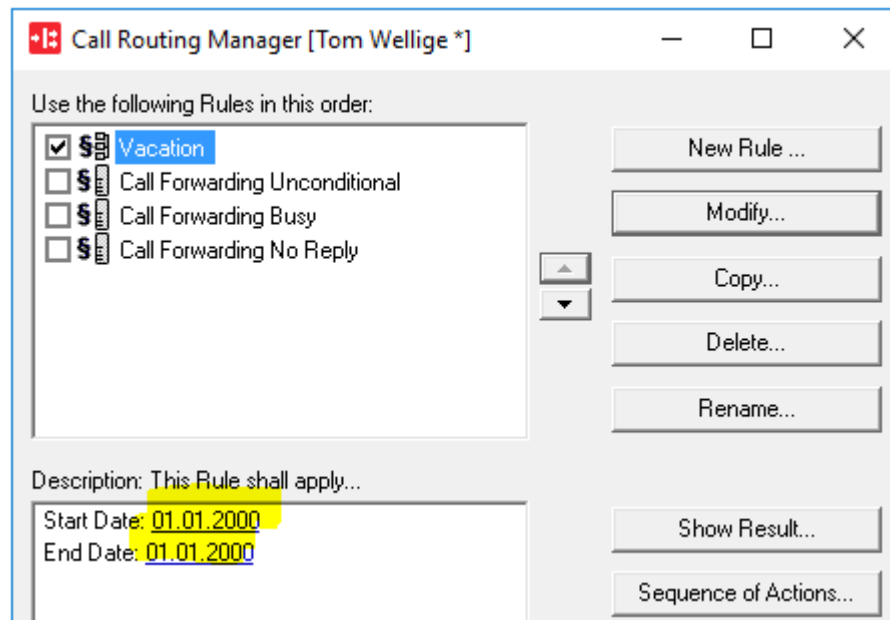 Call Routing Manager [Tom Wellige *]
Use the following Rules in this order:
§ Vacation
§ Call Forwarding Unconditional
§ Call Forwarding Busy
§ Call Forwarding No Reply
New Rule ...
Modify...
Copy...
Delete...
Rename...
Description: This Rule shall apply...
Start Date: 01.01.2000
End Date: 01.01.2000
Show Result...
Sequence of Actions...